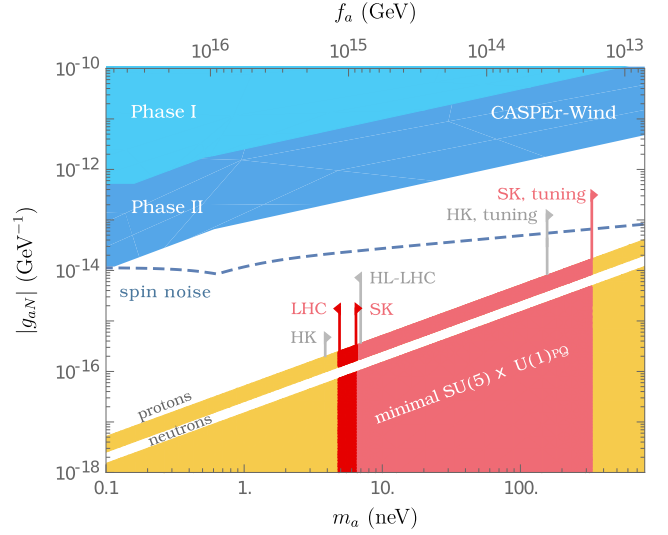 f_a (GeV)
10^16 10^15 10^14 10^13
10^-10
Phase I
CASPEr-Wind
10^-12
Phase II
SK, tuning
HK, tuning
|g_aN| (GeV^-1)
10^-14
spin noise
HL-LHC
LHC
SK
HK
10^-16
minimal SU(5) x U(1)_PQ
protons
neutrons
10^-18
0.1 1. 10. 100.
m_a (neV)